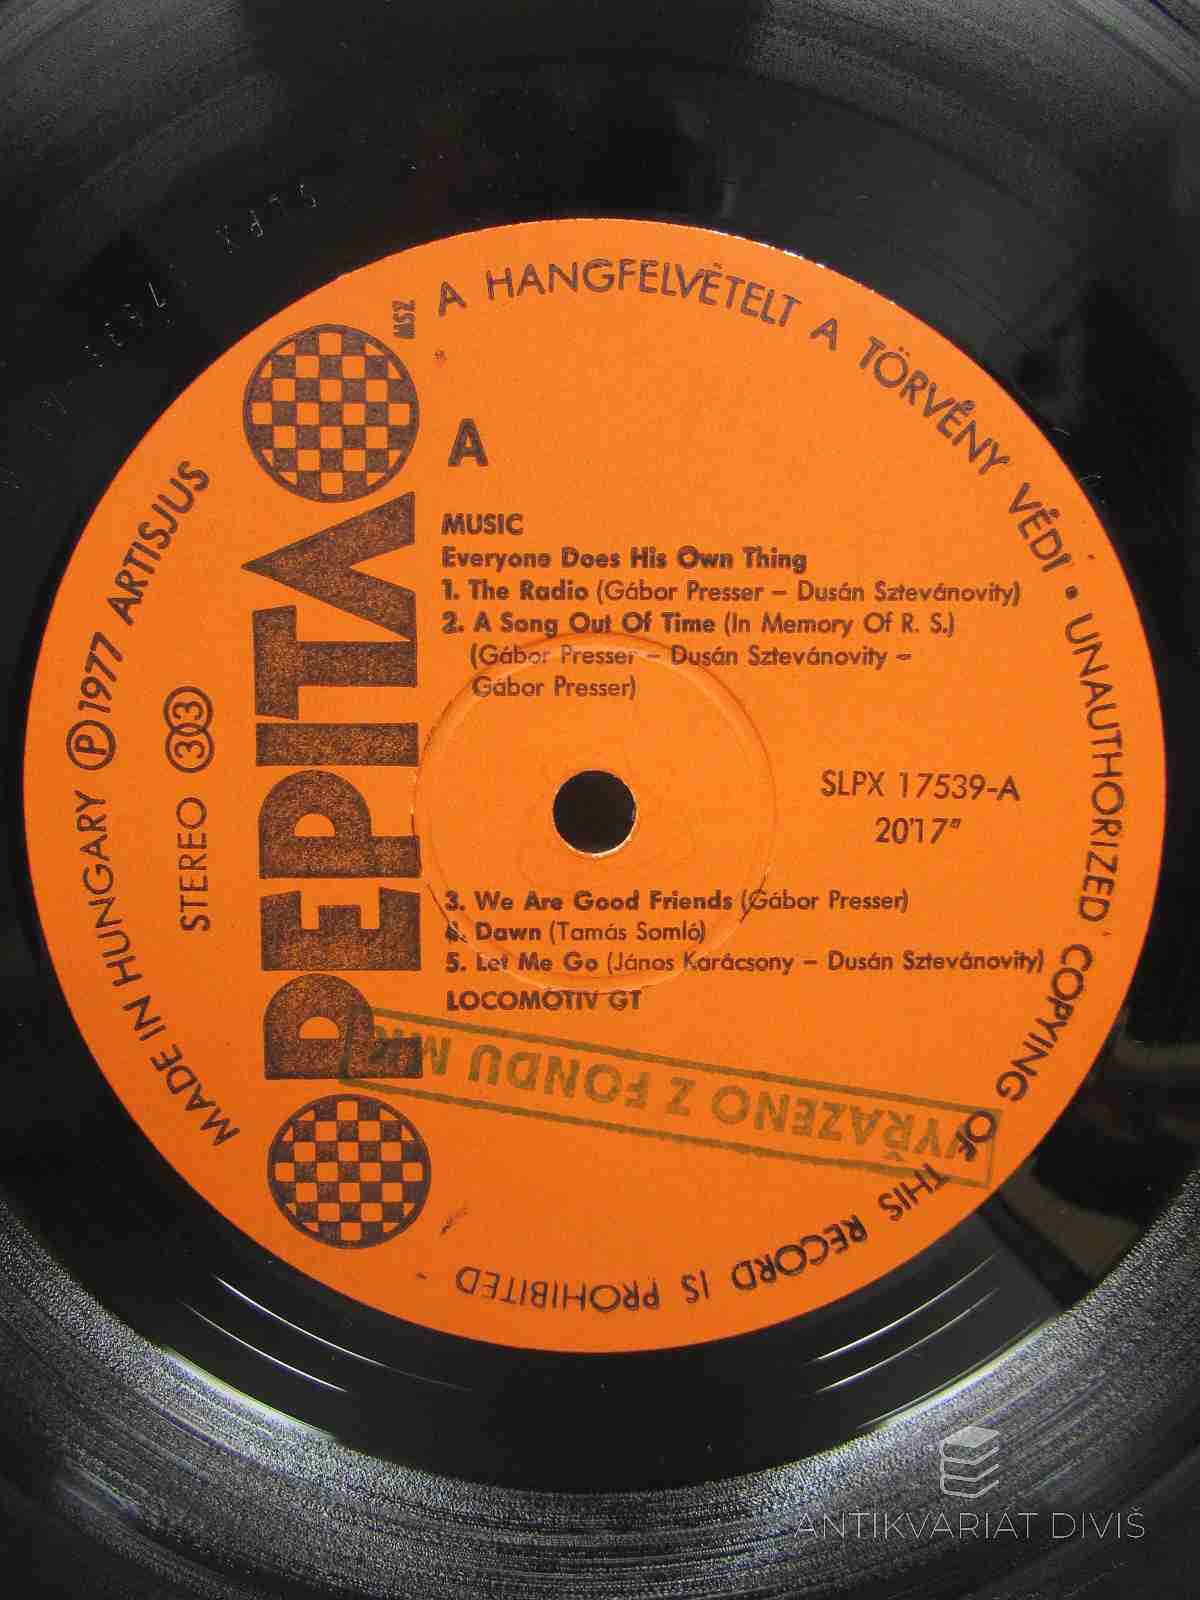 A HANGFELVÉTELT A TÖRVÉNY VÉDI • UNAUTHORIZED COPYING OF THIS RECORD IS PROHIBITED
MADE IN HUNGARY Ⓟ 1977 ARTISJUS
STEREO 33
PEPITA
MSZ
A
MUSIC
Everyone Does His Own Thing
1. The Radio (Gábor Presser – Dusán Sztevánovity)
2. A Song Out Of Time (In Memory Of R. S.)
(Gábor Presser – Dusán Sztevánovity –
Gábor Presser)
SLPX 17539-A
20'17"
3. We Are Good Friends (Gábor Presser)
4. Dawn (Tamás Somló)
5. Let Me Go (János Karácsony – Dusán Sztevánovity)
LOCOMOTIV GT
VYŘAZENO Z FONDU
SLPX 17539 A
ANTIKVARIÁT DIVIŠ